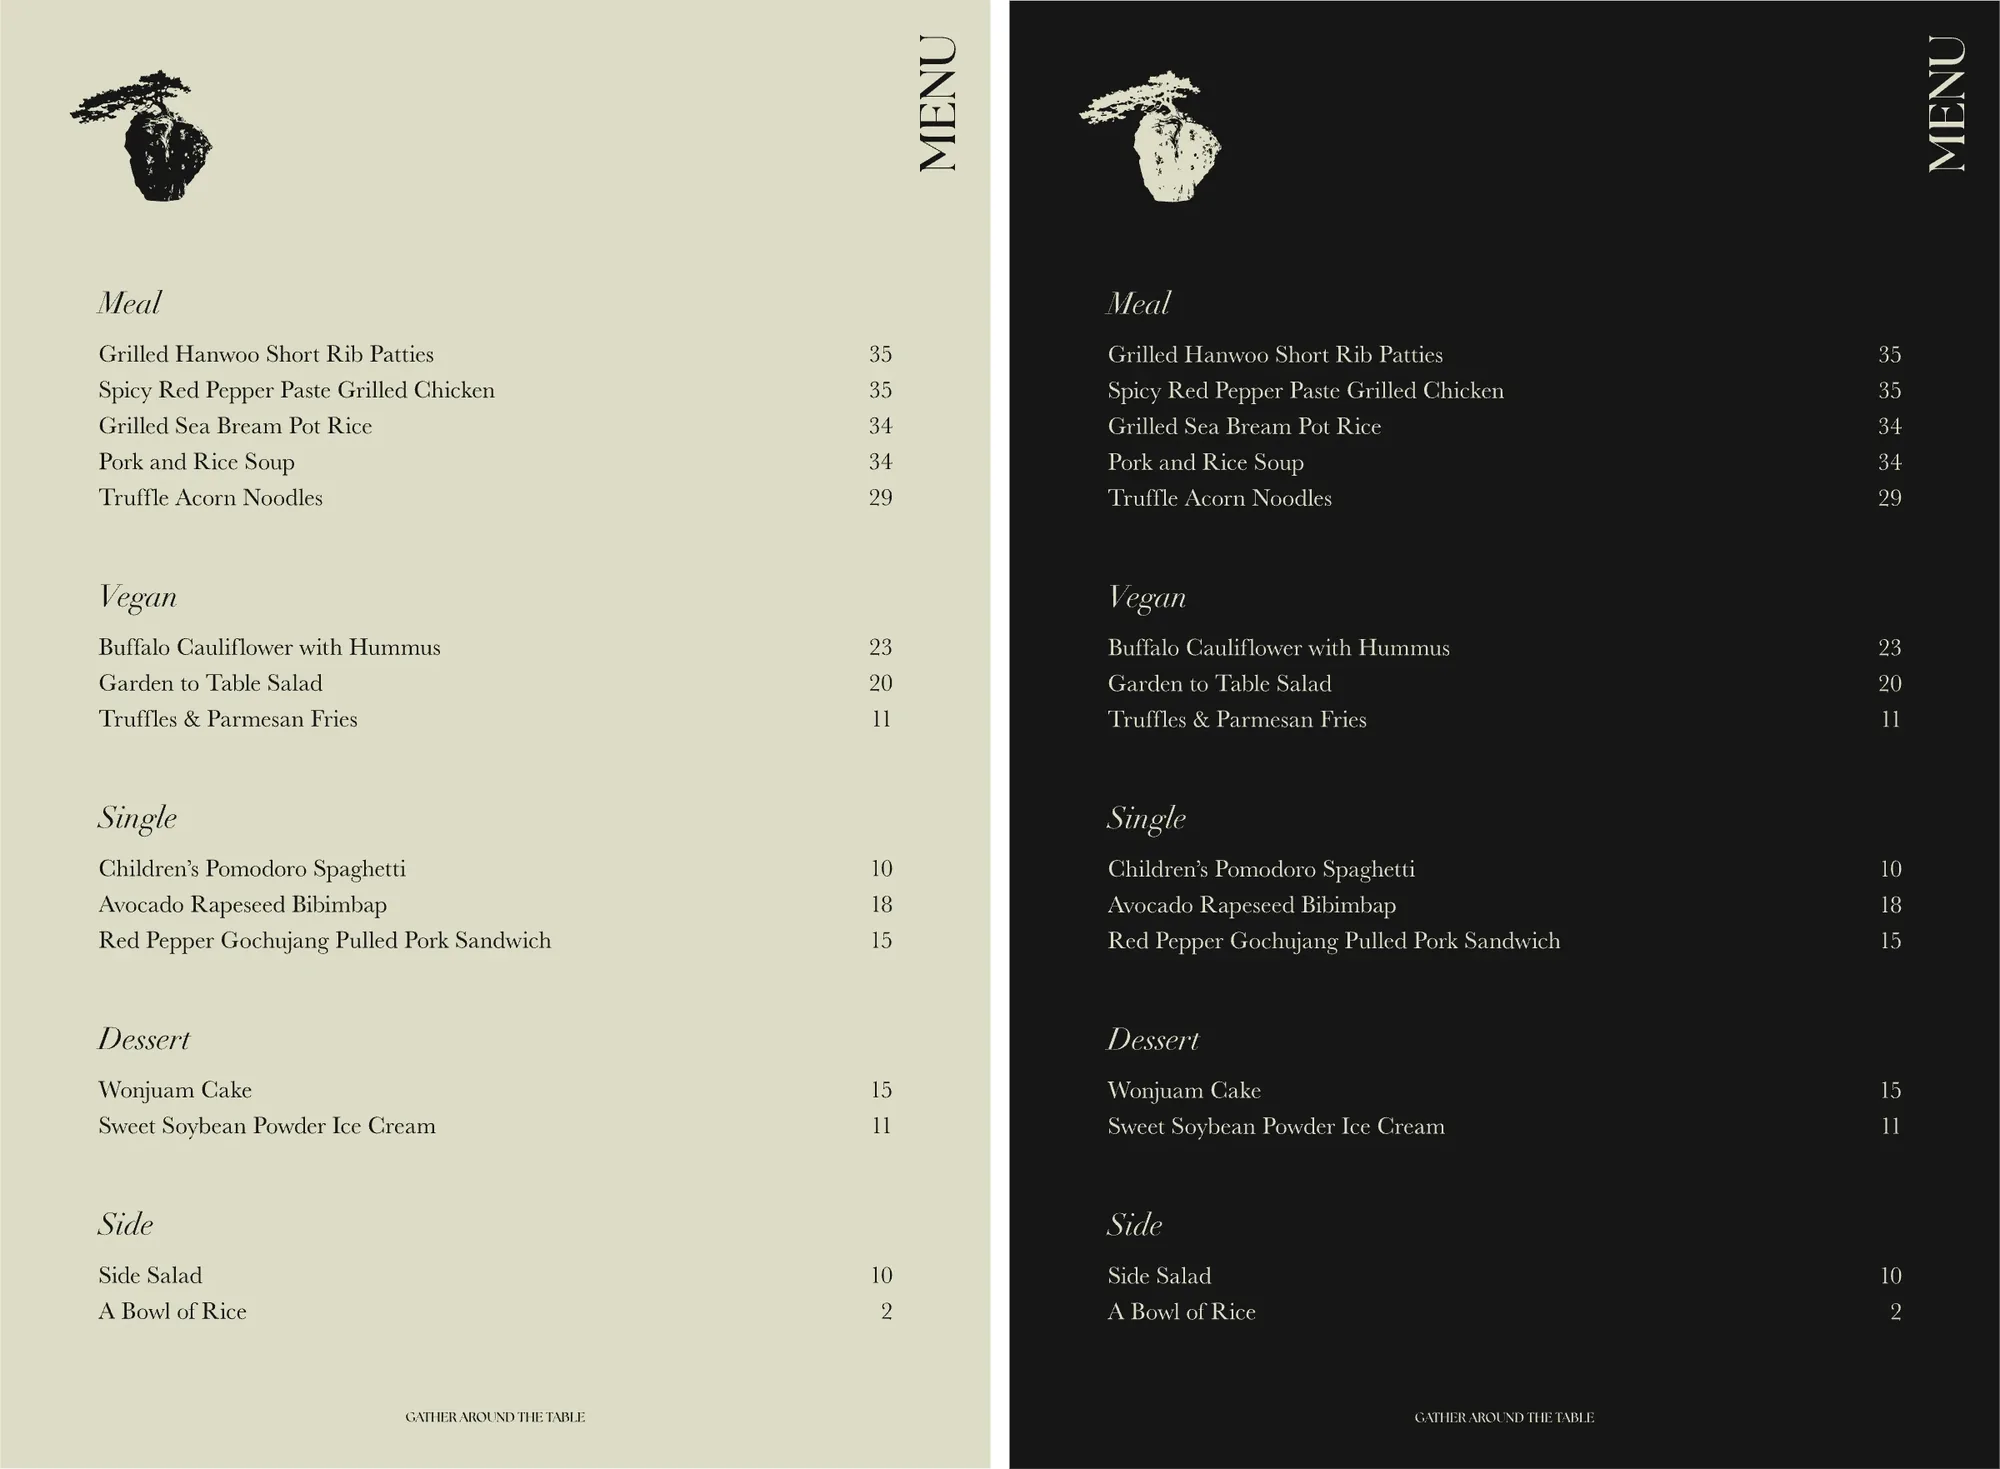 MENU
Meal
Grilled Hanwoo Short Rib Patties 35
Spicy Red Pepper Paste Grilled Chicken 35
Grilled Sea Bream Pot Rice 34
Pork and Rice Soup 34
Truffle Acorn Noodles 29
Vegan
Buffalo Cauliflower with Hummus 23
Garden to Table Salad 20
Truffles & Parmesan Fries 11
Single
Children’s Pomodoro Spaghetti 10
Avocado Rapeseed Bibimbap 18
Red Pepper Gochujang Pulled Pork Sandwich 15
Dessert
Wonjuam Cake 15
Sweet Soybean Powder Ice Cream 11
Side
Side Salad 10
A Bowl of Rice 2
GATHER AROUND THE TABLE
MENU
Meal
Grilled Hanwoo Short Rib Patties 35
Spicy Red Pepper Paste Grilled Chicken 35
Grilled Sea Bream Pot Rice 34
Pork and Rice Soup 34
Truffle Acorn Noodles 29
Vegan
Buffalo Cauliflower with Hummus 23
Garden to Table Salad 20
Truffles & Parmesan Fries 11
Single
Children’s Pomodoro Spaghetti 10
Avocado Rapeseed Bibimbap 18
Red Pepper Gochujang Pulled Pork Sandwich 15
Dessert
Wonjuam Cake 15
Sweet Soybean Powder Ice Cream 11
Side
Side Salad 10
A Bowl of Rice 2
GATHER AROUND THE TABLE